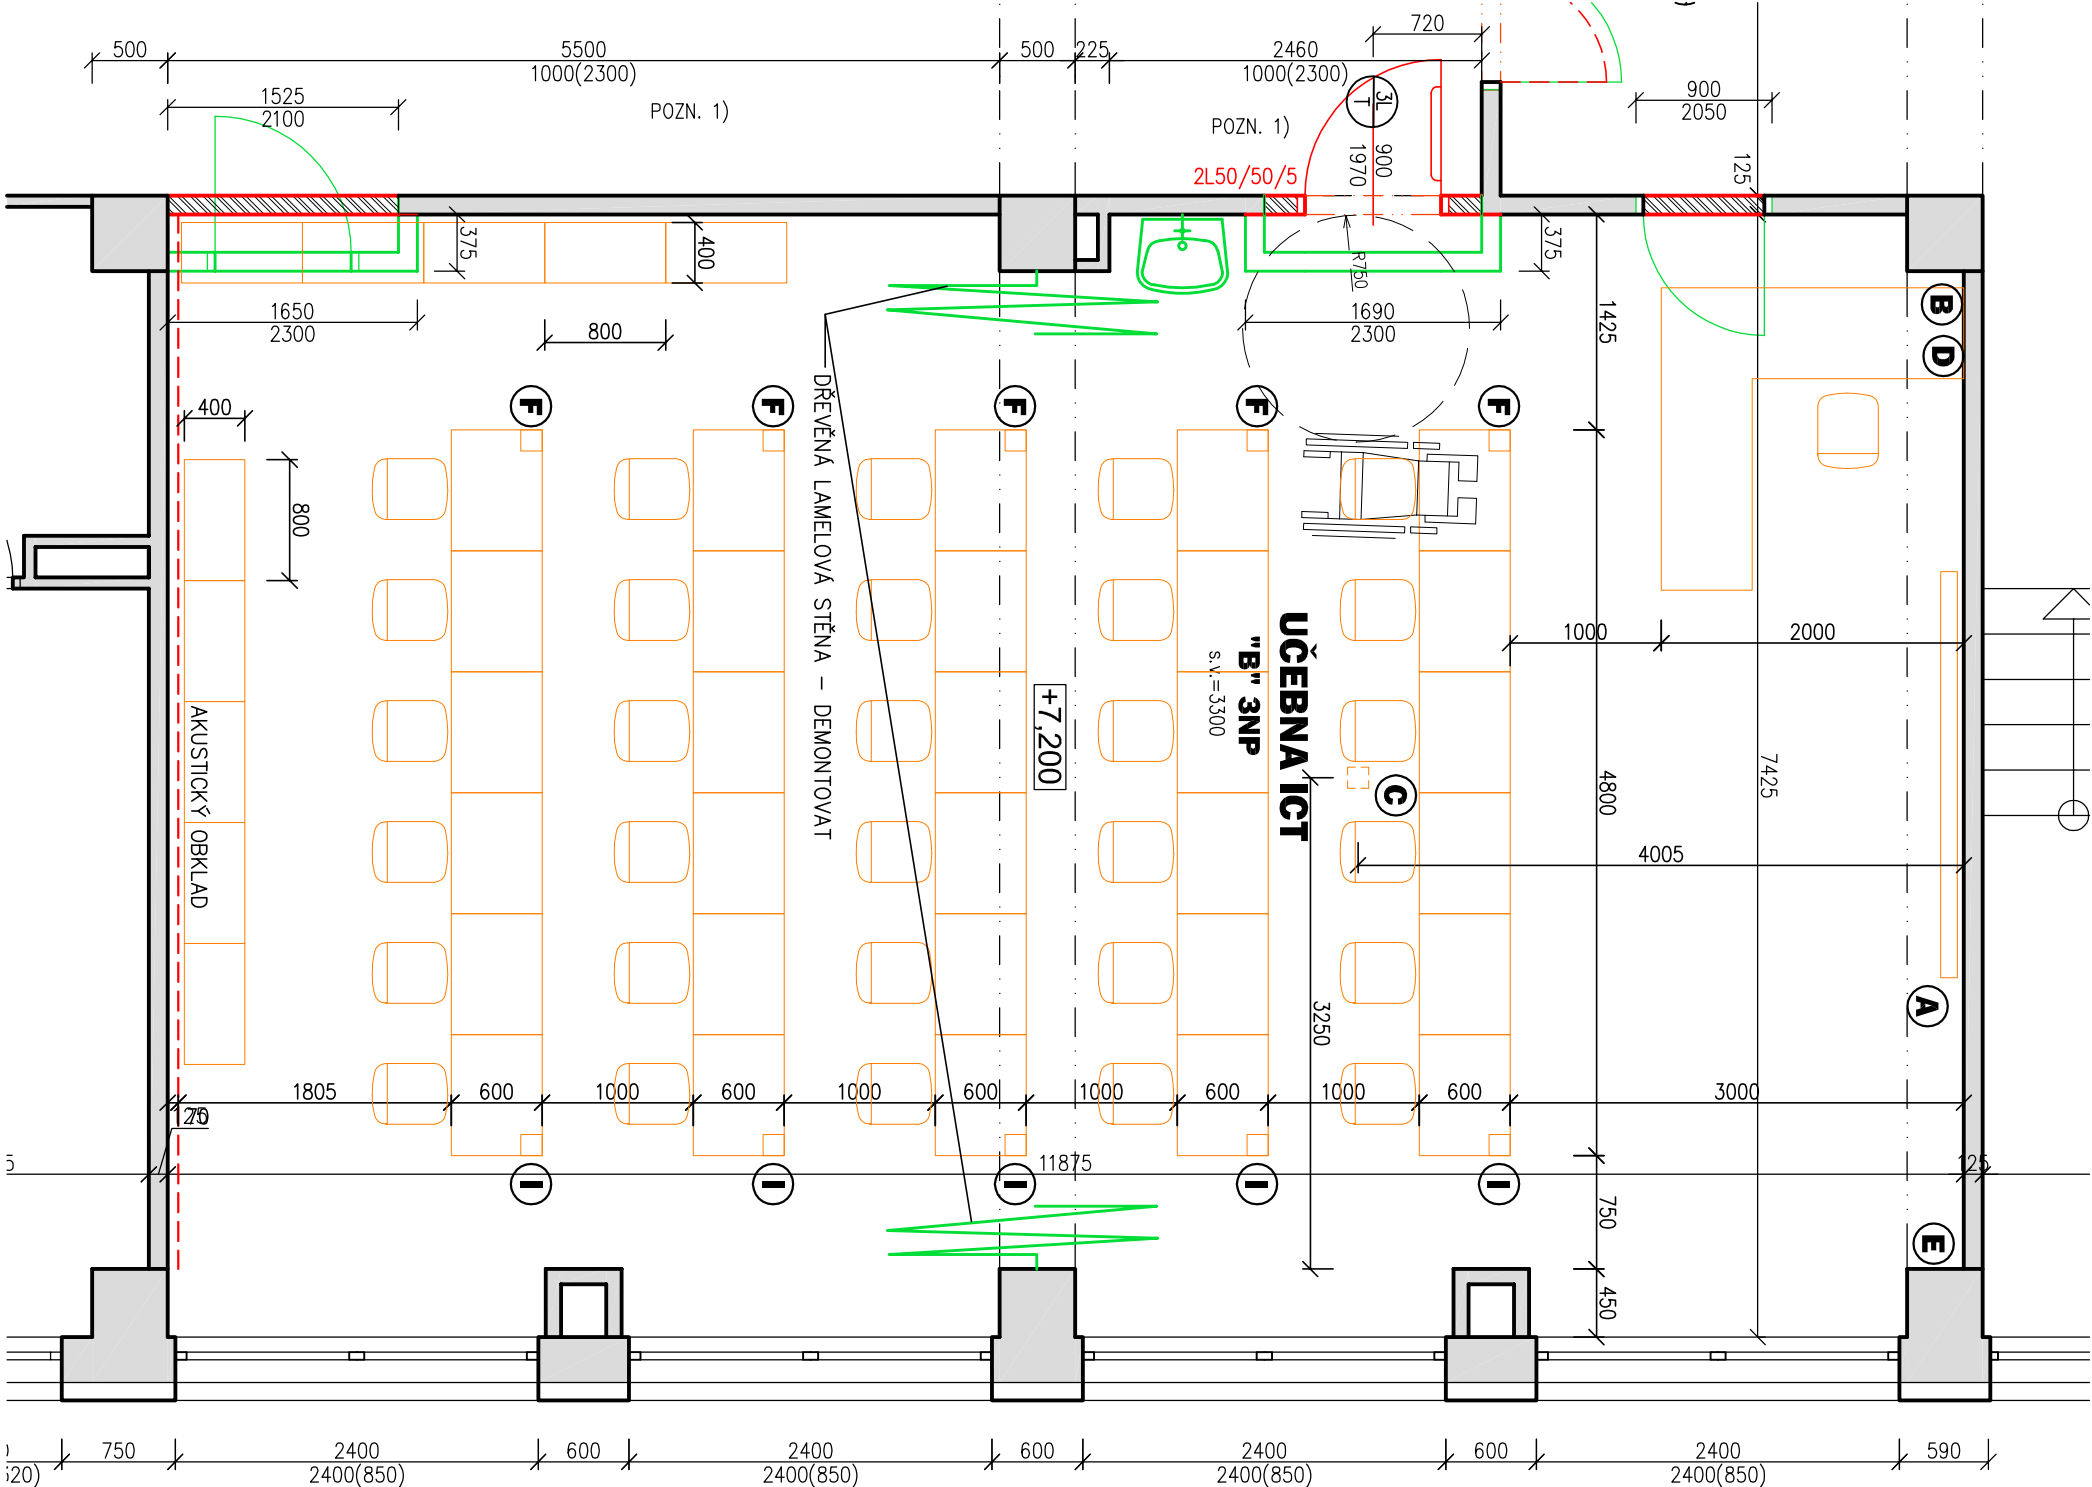 720
500
5500
1000(2300)
500
225
2460
1000(2300)
1525
2100
POZN. 1)
POZN. 1)
3L
T
900
1970
900
2050
125
2L50/50/5
375
400
375
R750
1650
2300
800
1690
2300
1425
B
D
400
F
F
F
F
F
800
DŘEVĚNÁ LAMELOVÁ STĚNA – DEMONTOVAT
UČEBNA ICT
"B" 3NP
s.v.=3300
+7,200
1000
2000
AKUSTICKÝ OBKLAD
C
4800
7425
4005
3250
A
1805
600
1000
600
1000
600
1000
600
1000
600
3000
11875
125
I
I
I
I
I
750
E
450
750
2400
2400(850)
600
2400
2400(850)
600
2400
2400(850)
600
2400
2400(850)
590